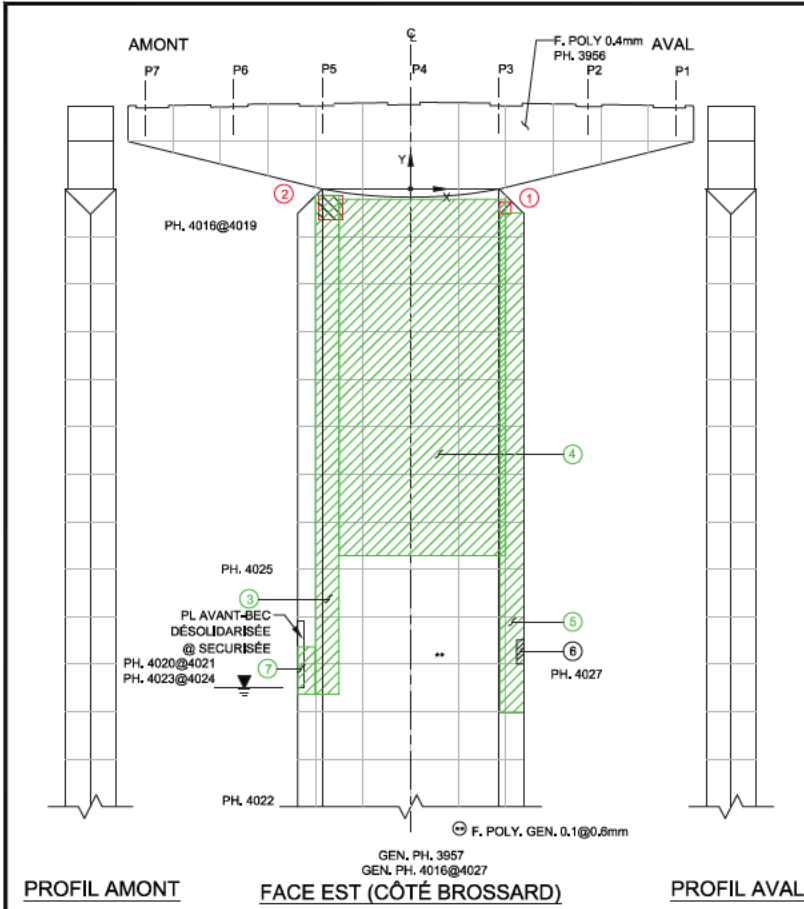 ℄
AMONT
F. POLY 0.4mm
PH. 3956
AVAL
P7
P6
P5
P4
P3
P2
P1
Y
X
2
1
PH. 4016@4019
4
PH. 4025
3
PL AVANT-BEC
DÉSOLIDARISÉE
@ SECURISÉE
5
7
PH. 4020@4021
PH. 4023@4024
**
6
PH. 4027
PH. 4022
** F. POLY. GEN. 0.1@0.6mm
GEN. PH. 3957
GEN. PH. 4016@4027
PROFIL AMONT
FACE EST (CÔTÉ BROSSARD)
PROFIL AVAL